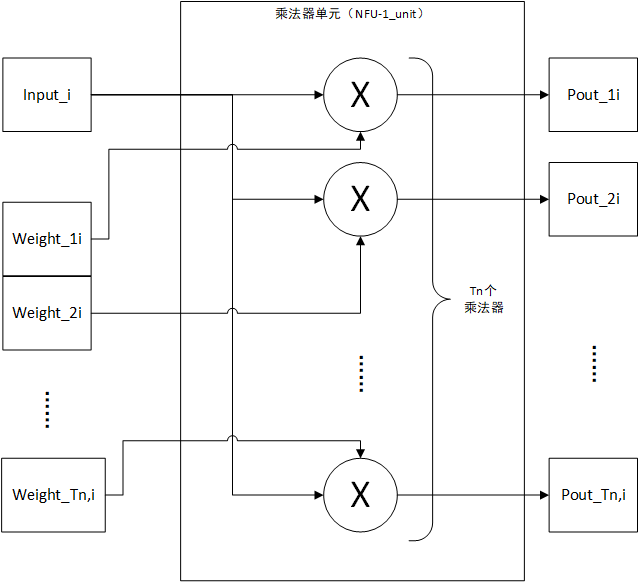 乘法器单元（NFU-1_unit）
Input_i
X
Pout_1i
Weight_1i
X
Pout_2i
Weight_2i
Tn个
乘法器
Weight_Tn,i
X
Pout_Tn,i